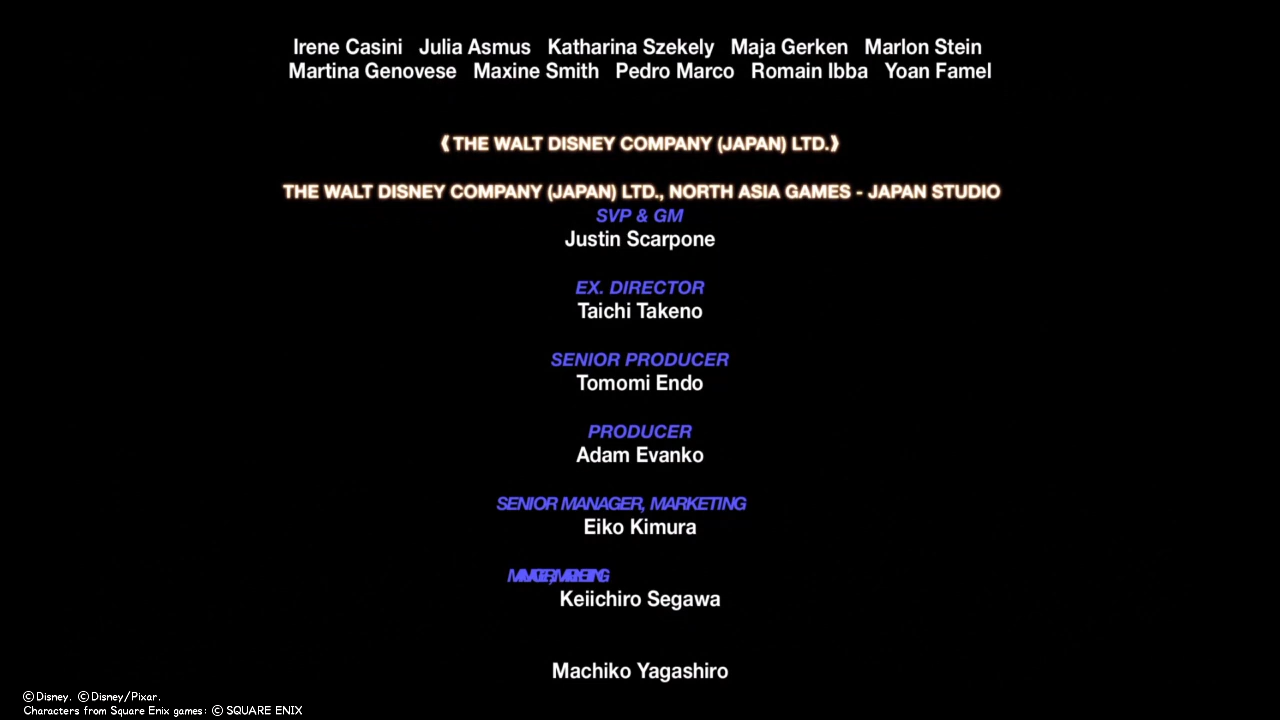 Irene Casini Julia Asmus Katharina Szekely Maja Gerken Marlon Stein
Martina Genovese Maxine Smith Pedro Marco Romain Ibba Yoan Famel
《THE WALT DISNEY COMPANY (JAPAN) LTD.》
THE WALT DISNEY COMPANY (JAPAN) LTD., NORTH ASIA GAMES - JAPAN STUDIO
SVP & GM
Justin Scarpone
EX. DIRECTOR
Taichi Takeno
SENIOR PRODUCER
Tomomi Endo
PRODUCER
Adam Evanko
SENIOR MANAGER, MARKETING
Eiko Kimura
Keiichiro Segawa
Machiko Yagashiro
©Disney. ©Disney/Pixar.
Characters from Square Enix games: © SQUARE ENIX